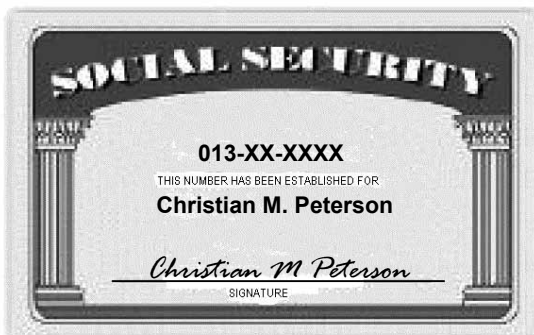 SOCIAL SECURITY
013-XX-XXXX
THIS NUMBER HAS BEEN ESTABLISHED FOR
Christian M. Peterson
Christian M Peterson
SIGNATURE